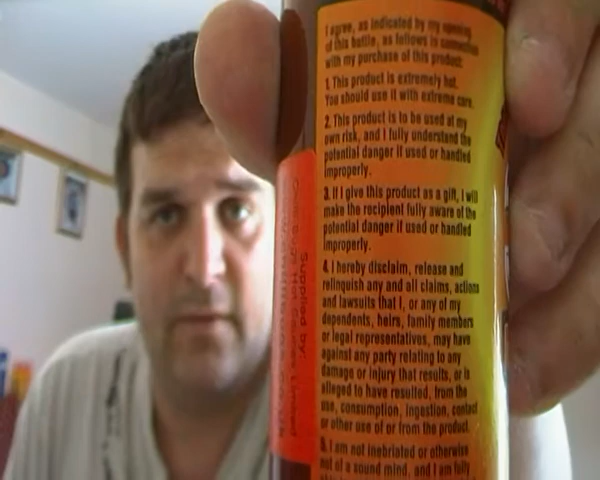 I agree, as indicated by my opening
of this bottle, as follows in connection
with my purchase of this product:
1. This product is extremely hot.
You should use it with extreme care.
2. This product is to be used at my
own risk, and I fully understand the
potential danger if used or handled
improperly.
3. If I give this product as a gift, I will
make the recipient fully aware of the
potential danger if used or handled
improperly.
4. I hereby disclaim, release and
relinquish any and all claims, actions
and lawsuits that I, or any of my
dependents, heirs, family members
or legal representatives, may have
against any party relating to any
damage or injury that results, or is
alleged to have resulted, from the
use, consumption, ingestion, contact
or other use of or from the product.
5. I am not inebriated or otherwise
not of a sound mind, and I am fully
Supplied by:
Limited